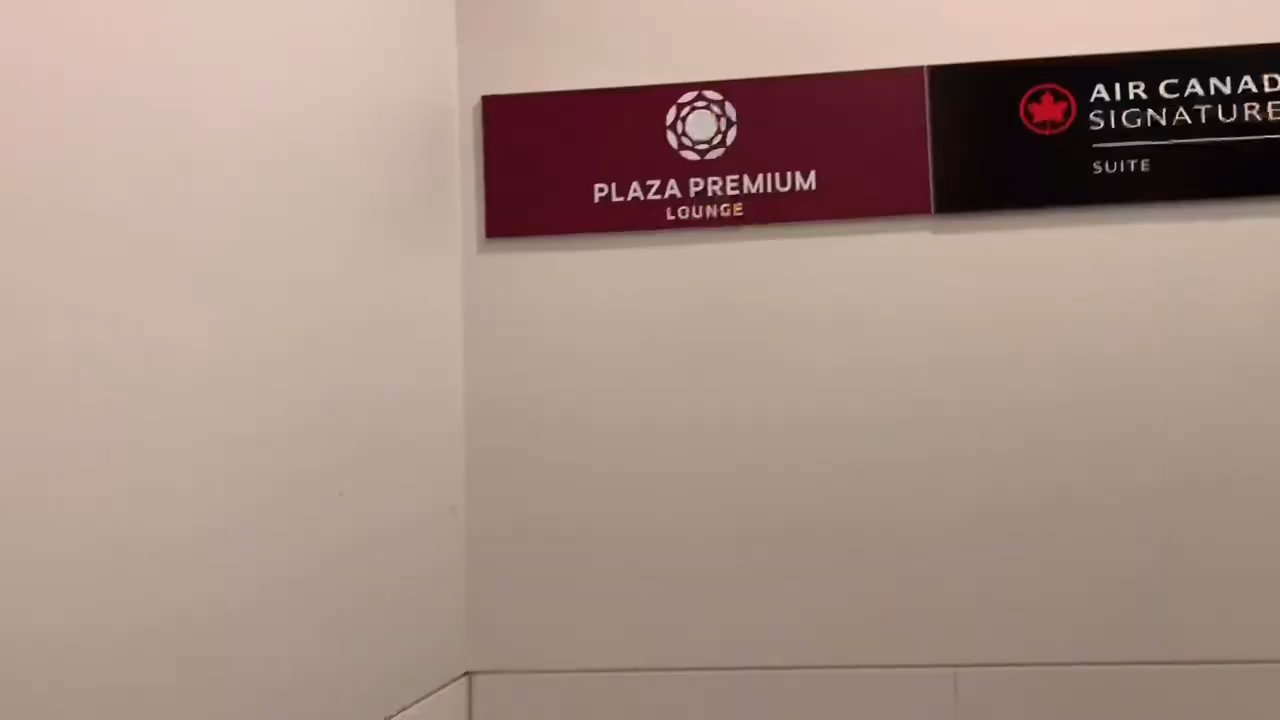 PLAZA PREMIUM
LOUNGE
AIR CANAD
SIGNATURE
SUITE